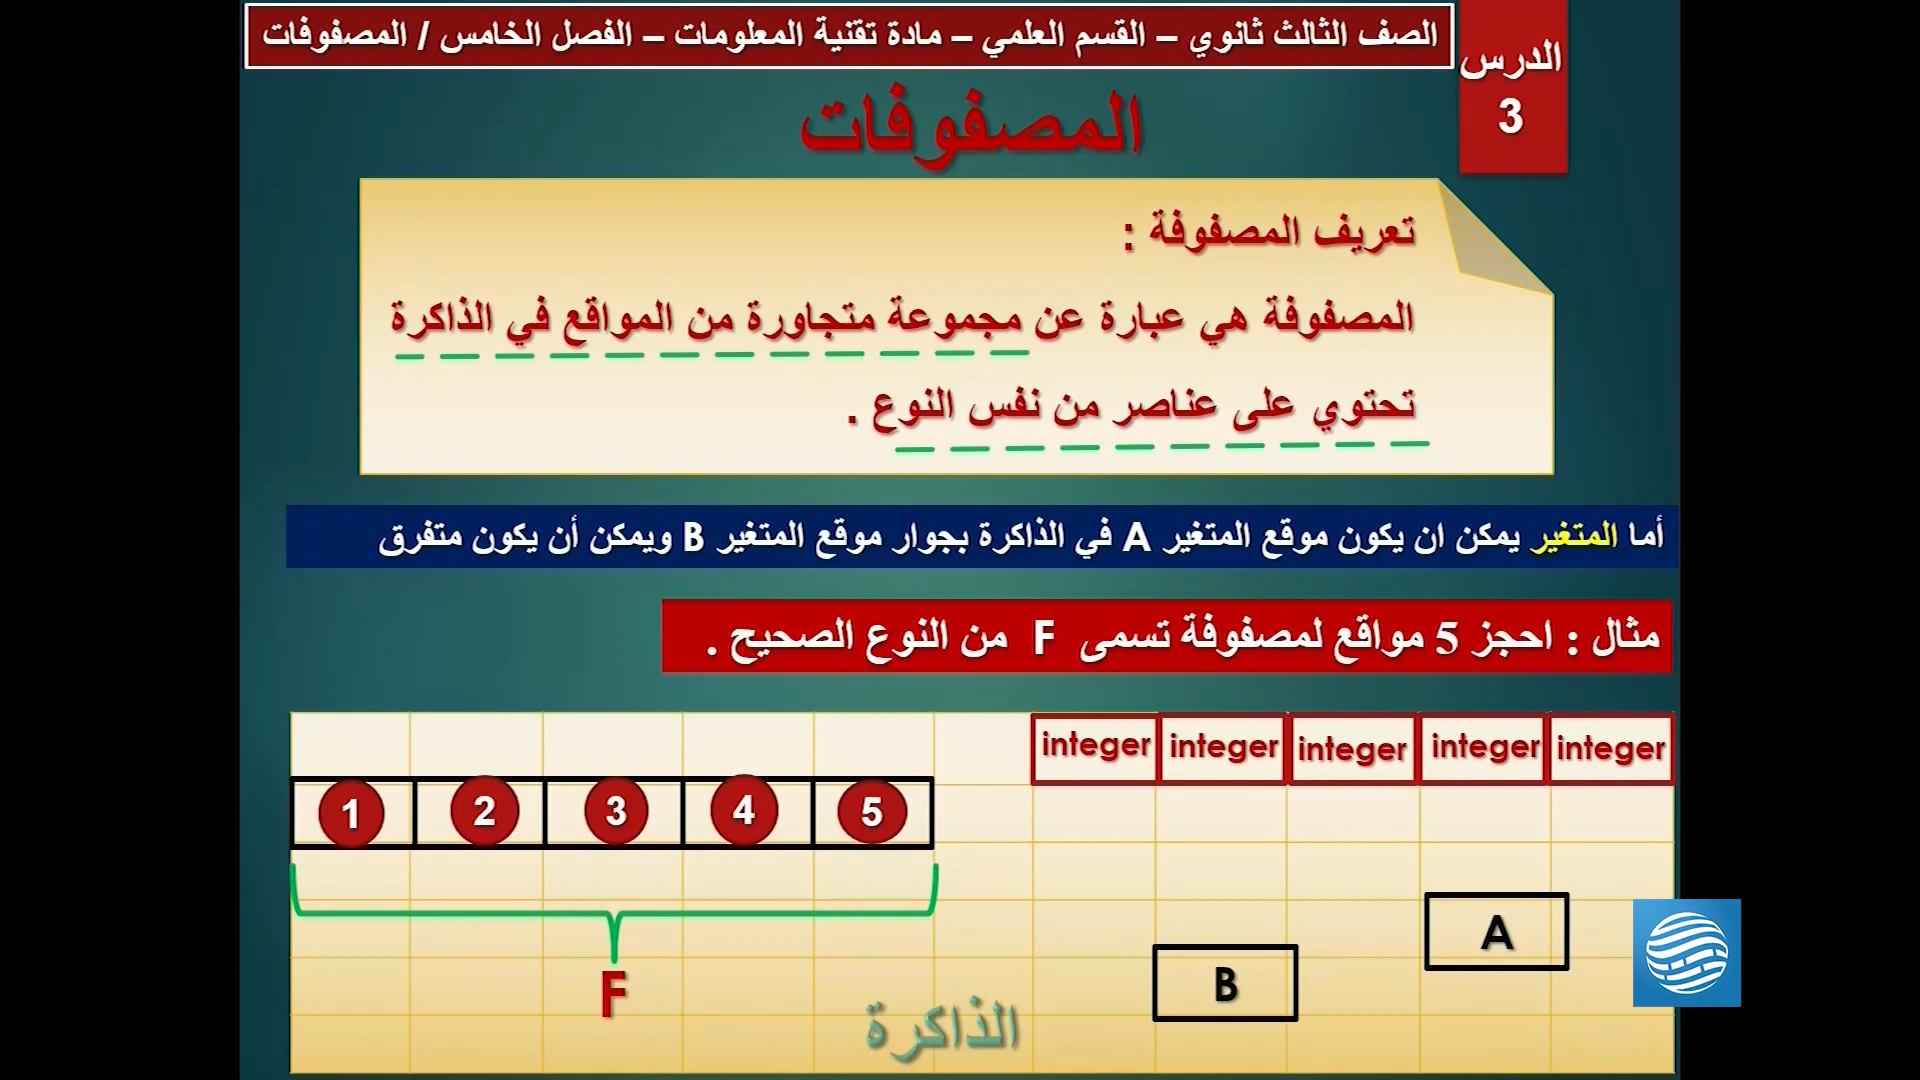 الصف الثالث ثانوي – القسم العلمي – مادة تقنية المعلومات – الفصل الخامس / المصفوفات
الدرس
3
المصفوفات
تعريف المصفوفة :
المصفوفة هي عبارة عن مجموعة متجاورة من المواقع في الذاكرة
تحتوي على عناصر من نفس النوع .
أما المتغير يمكن ان يكون موقع المتغير A في الذاكرة بجوار موقع المتغير B ويمكن أن يكون متفرق
مثال : احجز 5 مواقع لمصفوفة تسمى F من النوع الصحيح .
integer integer integer integer integer
1 2 3 4 5
A
B
F
الذاكرة